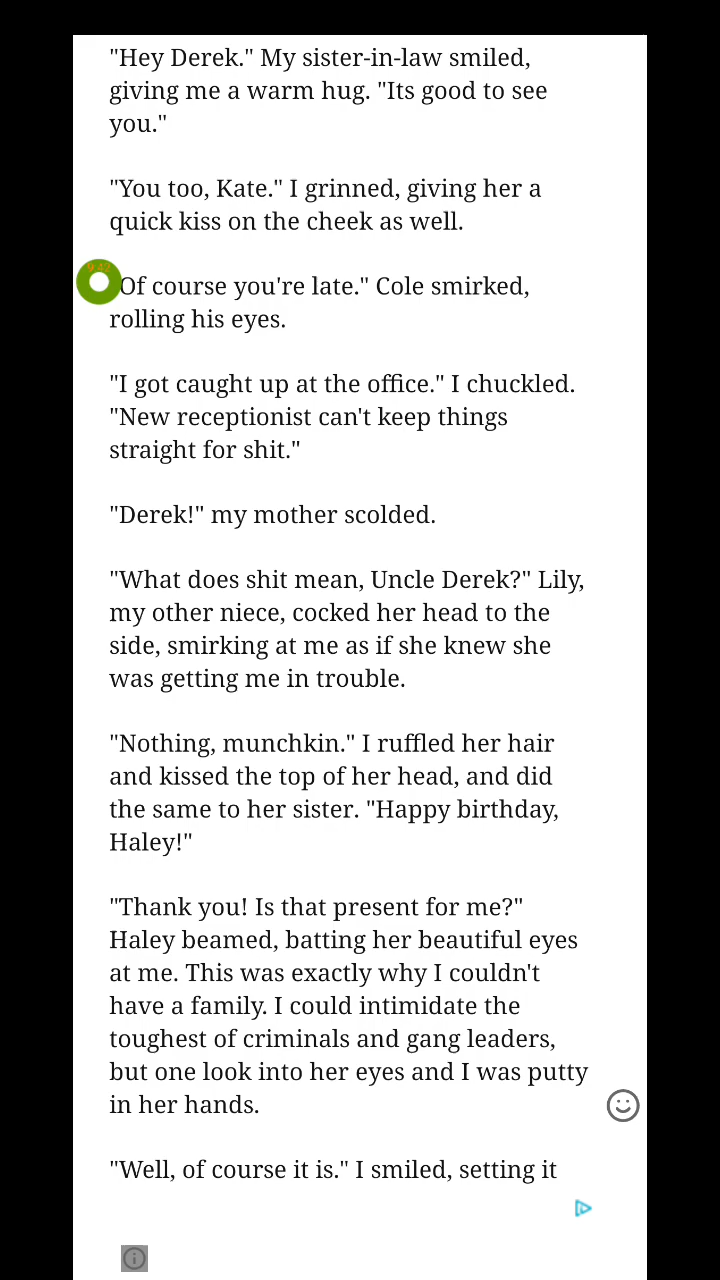 "Hey Derek." My sister-in-law smiled,
giving me a warm hug. "Its good to see
you."
"You too, Kate." I grinned, giving her a
quick kiss on the cheek as well.
Of course you're late." Cole smirked,
rolling his eyes.
"I got caught up at the office." I chuckled.
"New receptionist can't keep things
straight for shit."
"Derek!" my mother scolded.
"What does shit mean, Uncle Derek?" Lily,
my other niece, cocked her head to the
side, smirking at me as if she knew she
was getting me in trouble.
"Nothing, munchkin." I ruffled her hair
and kissed the top of her head, and did
the same to her sister. "Happy birthday,
Haley!"
"Thank you! Is that present for me?"
Haley beamed, batting her beautiful eyes
at me. This was exactly why I couldn't
have a family. I could intimidate the
toughest of criminals and gang leaders,
but one look into her eyes and I was putty
in her hands.
"Well, of course it is." I smiled, setting it